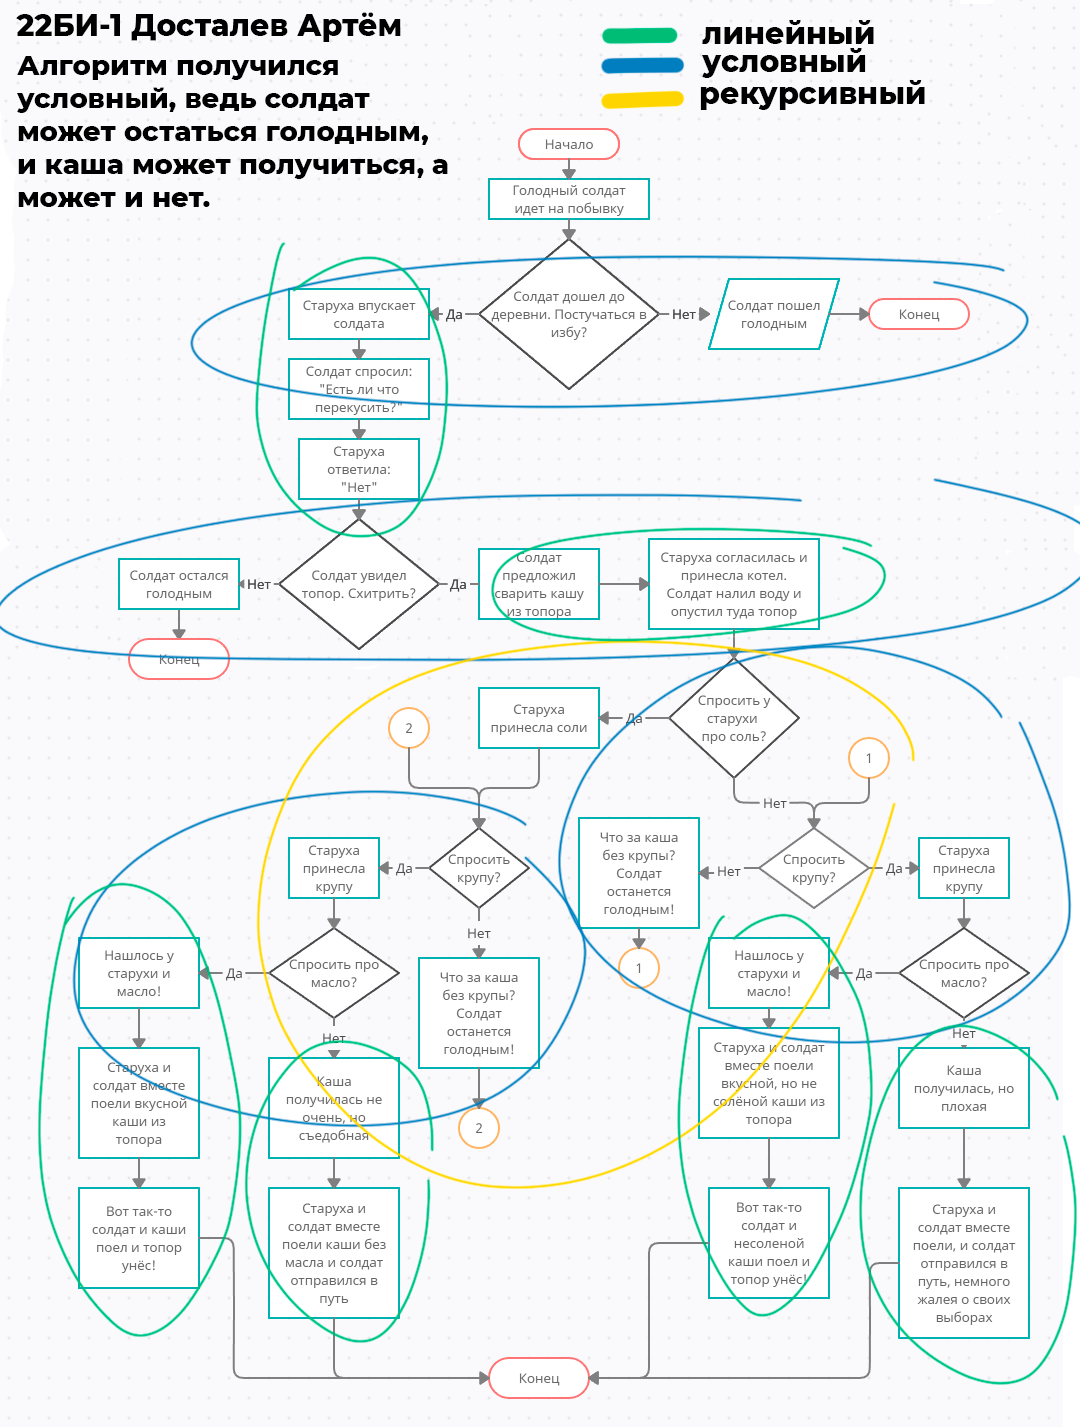 22БИ-1 Досталев Артём
Алгоритм получился
условный, ведь солдат
может остаться голодным,
и каша может получиться, а
может и нет.
линейный
условный
рекурсивный
Начало
Голодный солдат
идет на побывку
Солдат дошел до
деревни. Постучаться в
избу?
Да
Нет
Старуха впускает
солдата
Солдат пошел
голодным
Конец
Солдат спросил:
"Есть ли что
перекусить?"
Старуха
ответила:
"Нет"
Солдат увидел
топор. Схитрить?
Нет
Да
Солдат остался
голодным
Конец
Солдат
предложил
сварить кашу
из топора
Старуха согласилась и
принесла котел.
Солдат налил воду и
опустил туда топор
Спросить у
старухи
про соль?
Да
Нет
Старуха
принесла соли
2
1
Спросить
крупу?
Да
Нет
Старуха
принесла
крупу
Что за каша
без крупы?
Солдат
останется
голодным!
2
Спросить про
масло?
Да
Нет
Нашлось у
старухи и
масло!
Старуха и
солдат вместе
поели вкусной
каши из
топора
Вот так-то
солдат и каши
поел и топор
унёс!
Каша
получилась не
очень, но
съедобная
Старуха и
солдат вместе
поели каши без
масла и солдат
отправился в
путь
Спросить
крупу?
Нет
Да
Что за каша
без крупы?
Солдат
останется
голодным!
1
Старуха
принесла
крупу
Спросить про
масло?
Да
Нет
Нашлось у
старухи и
масло!
Старуха и солдат
вместе поели
вкусной, но не
солёной каши из
топора
Вот так-то
солдат и
несоленой
каши поел и
топор унёс!
Каша
получилась, но
плохая
Старуха и
солдат вместе
поели, и солдат
отправился в
путь, немного
жалея о своих
выборах
Конец